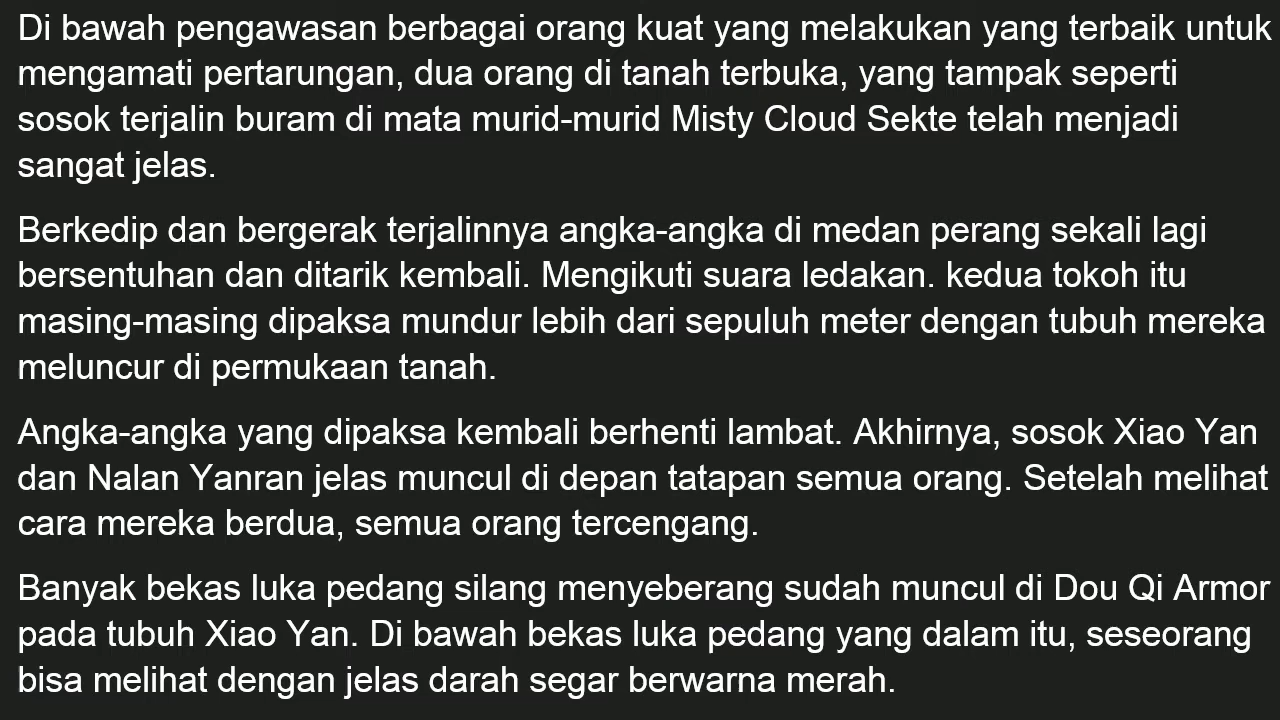 Di bawah pengawasan berbagai orang kuat yang melakukan yang terbaik untuk
mengamati pertarungan, dua orang di tanah terbuka, yang tampak seperti
sosok terjalin buram di mata murid-murid Misty Cloud Sekte telah menjadi
sangat jelas.
Berkedip dan bergerak terjalinnya angka-angka di medan perang sekali lagi
bersentuhan dan ditarik kembali. Mengikuti suara ledakan. kedua tokoh itu
masing-masing dipaksa mundur lebih dari sepuluh meter dengan tubuh mereka
meluncur di permukaan tanah.
Angka-angka yang dipaksa kembali berhenti lambat. Akhirnya, sosok Xiao Yan
dan Nalan Yanran jelas muncul di depan tatapan semua orang. Setelah melihat
cara mereka berdua, semua orang tercengang.
Banyak bekas luka pedang silang menyeberang sudah muncul di Dou Qi Armor
pada tubuh Xiao Yan. Di bawah bekas luka pedang yang dalam itu, seseorang
bisa melihat dengan jelas darah segar berwarna merah.